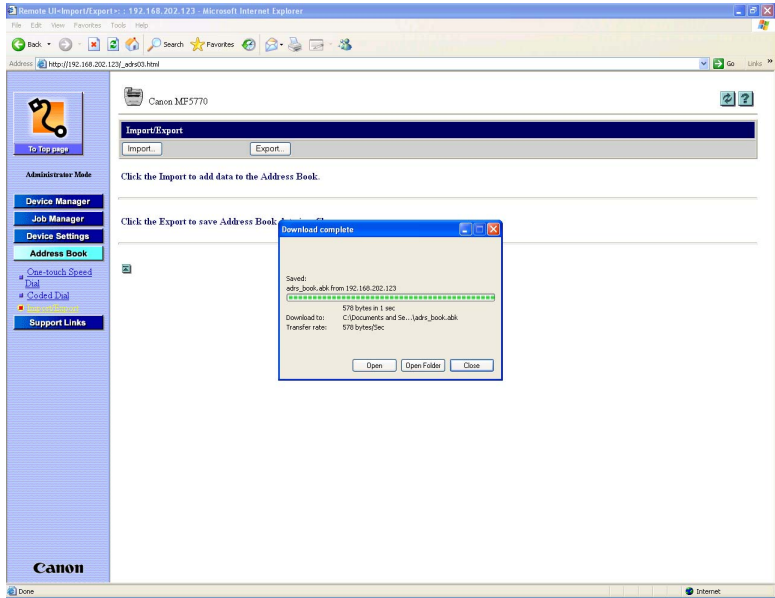 Remote UI<Import/Export>: : 192.168.202.123 - Microsoft Internet Explorer
File Edit View Favorites Tools Help
Back Search Favorites
Address http://192.168.202.123/_adrs03.html Go Links »
Canon MF5770
To Top page
Import/Export
Import.. Export..
Administrator Mode
Click the Import to add data to the Address Book.
Device Manager
Job Manager
Click the Export to save Address Book
Device Settings
Address Book
One-touch Speed
Dial
Coded Dial
Import/Export
Support Links
Download complete
Saved:
adrs_book.abk from 192.168.202.123
578 bytes in 1 sec
Download to: C:\Documents and Se...\adrs_book.abk
Transfer rate: 578 bytes/Sec
Open Open Folder Close
Canon
Done Internet